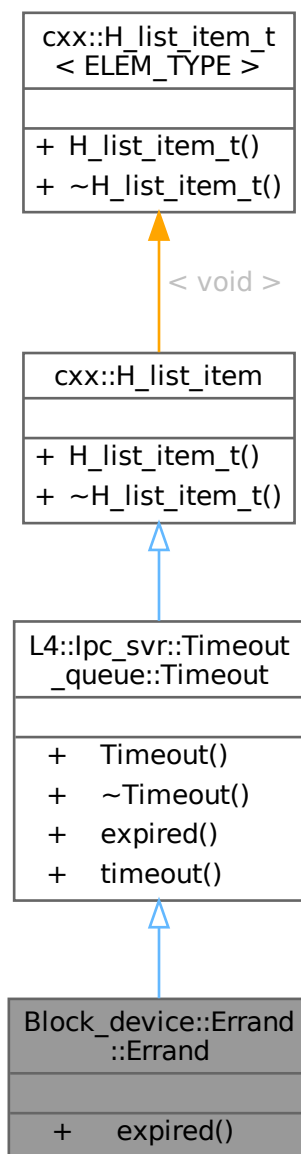 cxx::H_list_item_t
< ELEM_TYPE >
+ H_list_item_t()
+ ~H_list_item_t()
< void >
cxx::H_list_item
+ H_list_item_t()
+ ~H_list_item_t()
L4::Ipc_svr::Timeout
_queue::Timeout
+ Timeout()
+ ~Timeout()
+ expired()
+ timeout()
Block_device::Errand
::Errand
+ expired()